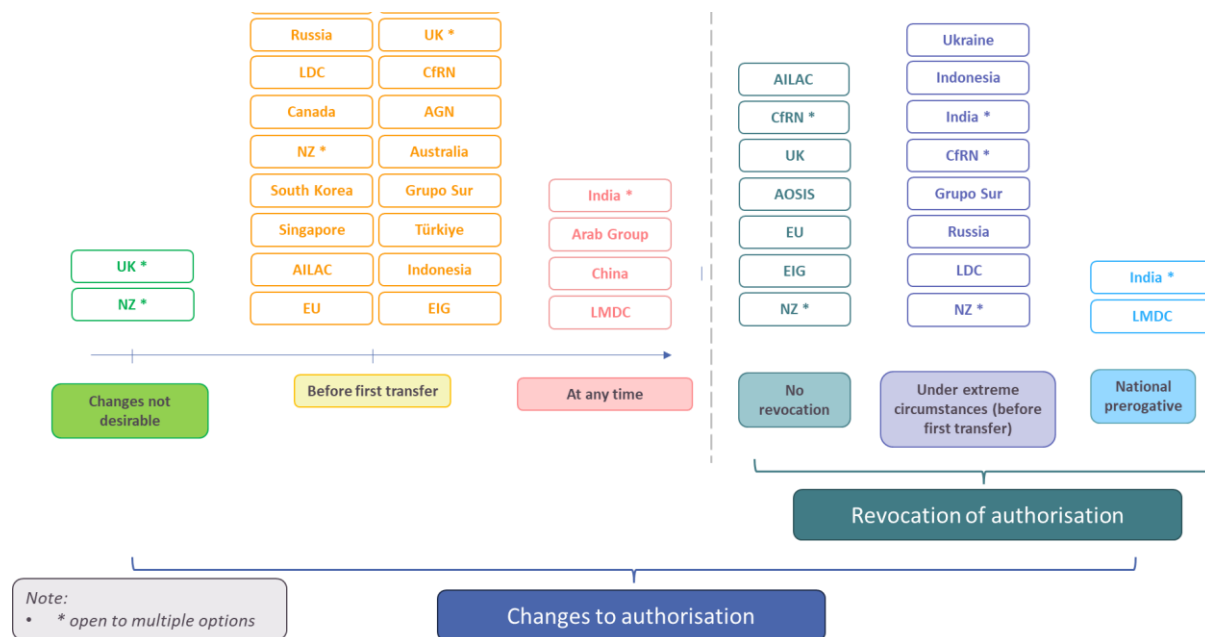 Russia
LDC
Canada
NZ *
South Korea
Singapore
AILAC
EU
UK *
CfRN
AGN
Australia
Grupo Sur
Türkiye
Indonesia
EIG
UK *
NZ *
India *
Arab Group
China
LMDC
AILAC
CfRN *
UK
AOSIS
EU
EIG
NZ *
Ukraine
Indonesia
India *
CfRN *
Grupo Sur
Russia
LDC
NZ *
India *
LMDC
Changes not
desirable
Before first transfer
At any time
No
revocation
Under extreme
circumstances (before
first transfer)
National
prerogative
Revocation of authorisation
Changes to authorisation
Note:
• * open to multiple options